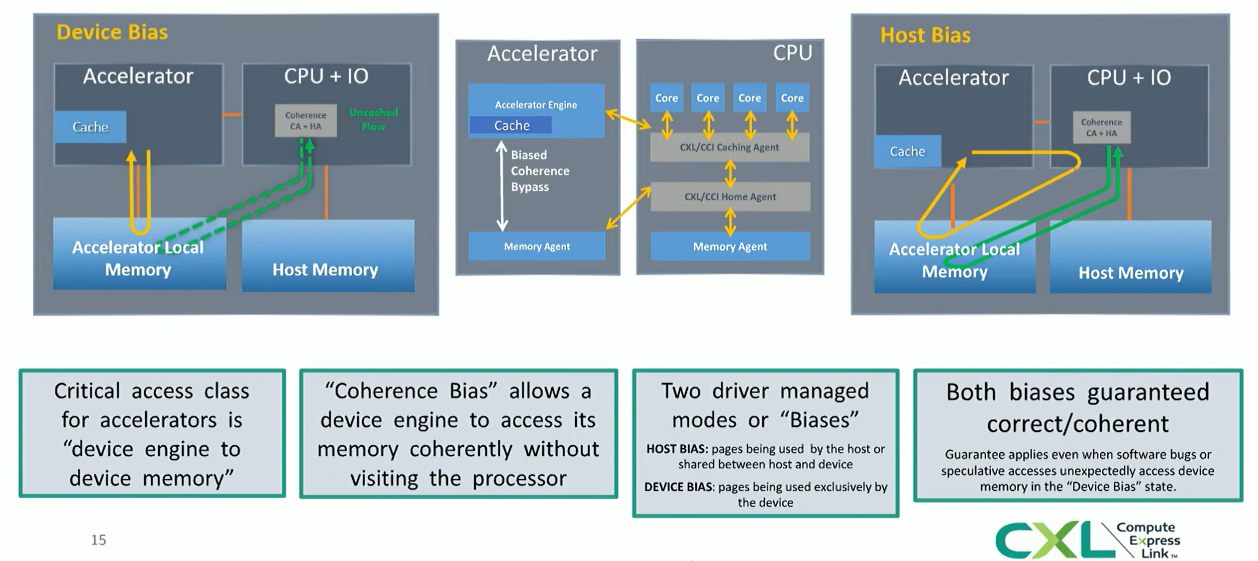 Device Bias
Accelerator
CPU + IO
Cache
Coherence
CA + HA
Uncached
Flow
Accelerator Local
Memory
Host Memory
Accelerator
CPU
Accelerator Engine
Cache
Biased
Coherence
Bypass
Memory Agent
Core
Core
Core
Core
CXL/CCI Caching Agent
CXL/CCI Home Agent
Memory Agent
Host Bias
Accelerator
CPU + IO
Coherence
CA + HA
Cache
Accelerator Local
Memory
Host Memory
Critical access class
for accelerators is
“device engine to
device memory”
“Coherence Bias” allows a
device engine to access its
memory coherently without
visiting the processor
Two driver managed
modes or “Biases”
HOST BIAS: pages being used by the host or
shared between host and device
DEVICE BIAS: pages being used exclusively by
the device
Both biases guaranteed
correct/coherent
Guarantee applies even when software bugs or
speculative accesses unexpectedly access device
memory in the “Device Bias” state.
15
CXL
Compute
Express
Link™